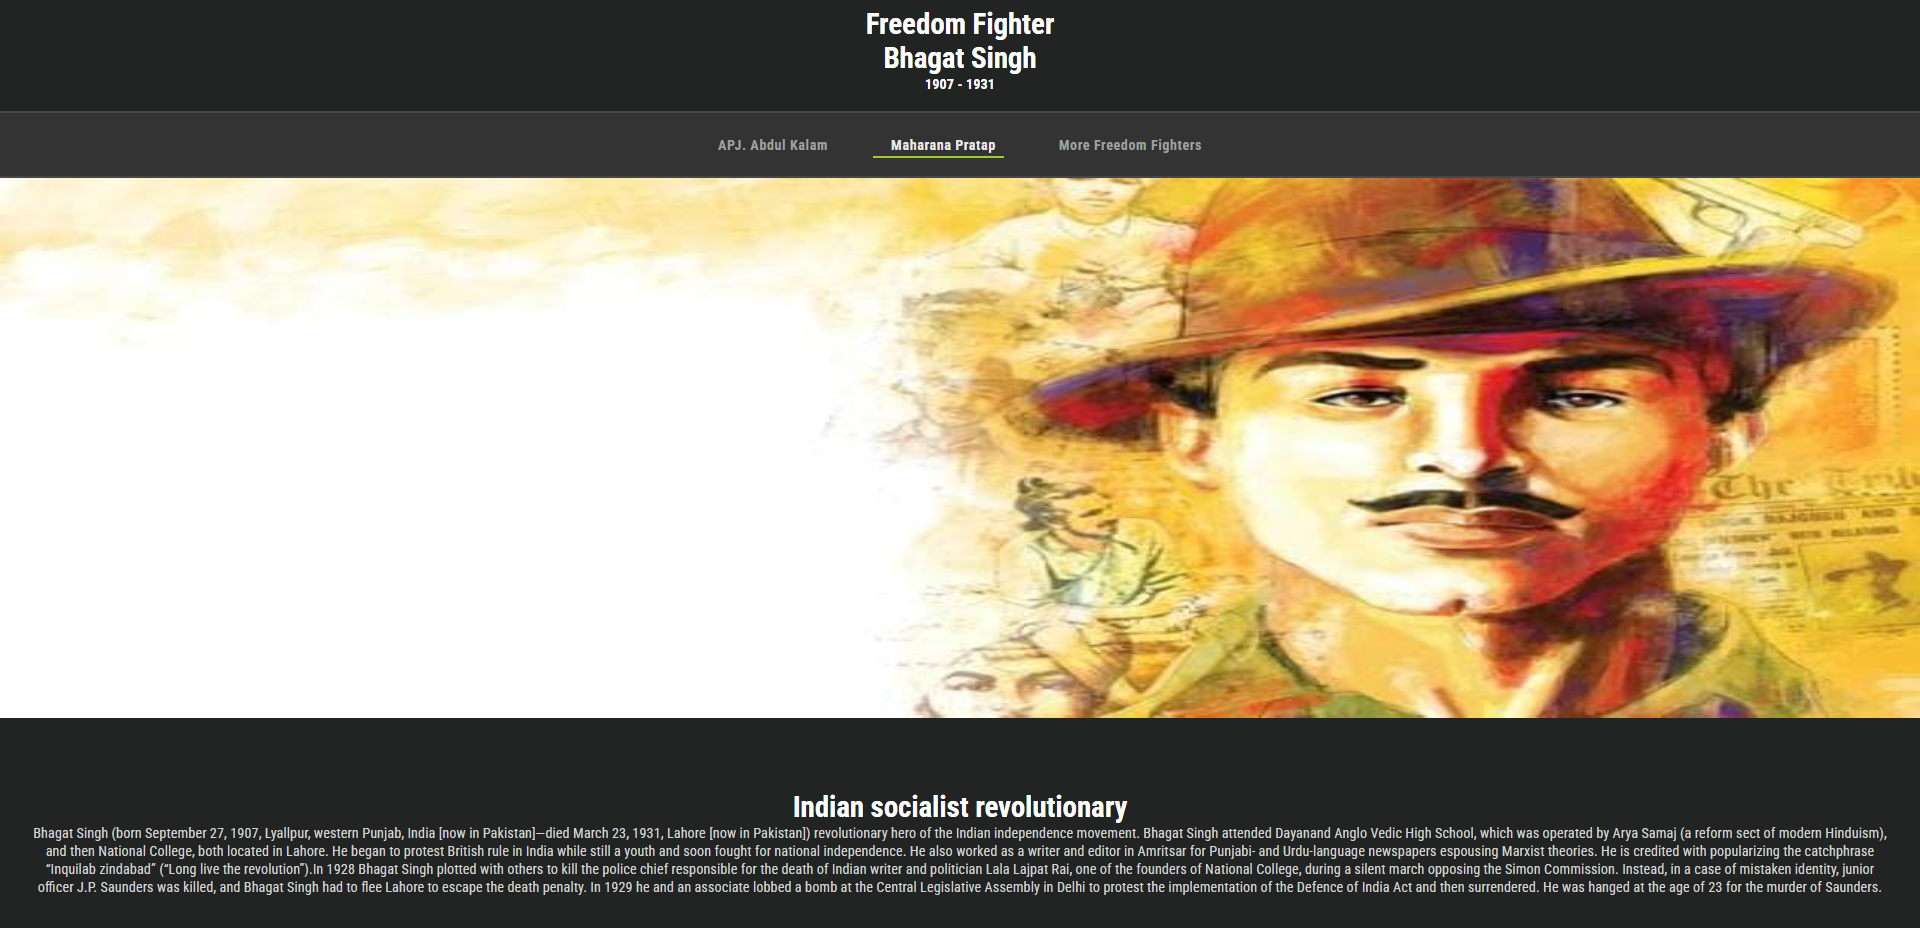 Freedom Fighter
Bhagat Singh
1907 - 1931
APJ. Abdul Kalam Maharana Pratap More Freedom Fighters
The
AND
WITH
Indian socialist revolutionary
Bhagat Singh (born September 27, 1907, Lyallpur, western Punjab, India [now in Pakistan]—died March 23, 1931, Lahore [now in Pakistan]) revolutionary hero of the Indian independence movement. Bhagat Singh attended Dayanand Anglo Vedic High School, which was operated by Arya Samaj (a reform sect of modern Hinduism),
and then National College, both located in Lahore. He began to protest British rule in India while still a youth and soon fought for national independence. He also worked as a writer and editor in Amritsar for Punjabi- and Urdu-language newspapers espousing Marxist theories. He is credited with popularizing the catchphrase
“Inquilab zindabad” (“Long live the revolution”).In 1928 Bhagat Singh plotted with others to kill the police chief responsible for the death of Indian writer and politician Lala Lajpat Rai, one of the founders of National College, during a silent march opposing the Simon Commission. Instead, in a case of mistaken identity, junior
officer J.P. Saunders was killed, and Bhagat Singh had to flee Lahore to escape the death penalty. In 1929 he and an associate lobbed a bomb at the Central Legislative Assembly in Delhi to protest the implementation of the Defence of India Act and then surrendered. He was hanged at the age of 23 for the murder of Saunders.